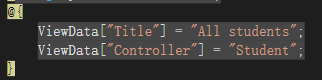 @{
ViewData["Title"] = "All students";
ViewData["Controller"] = "Student";
}